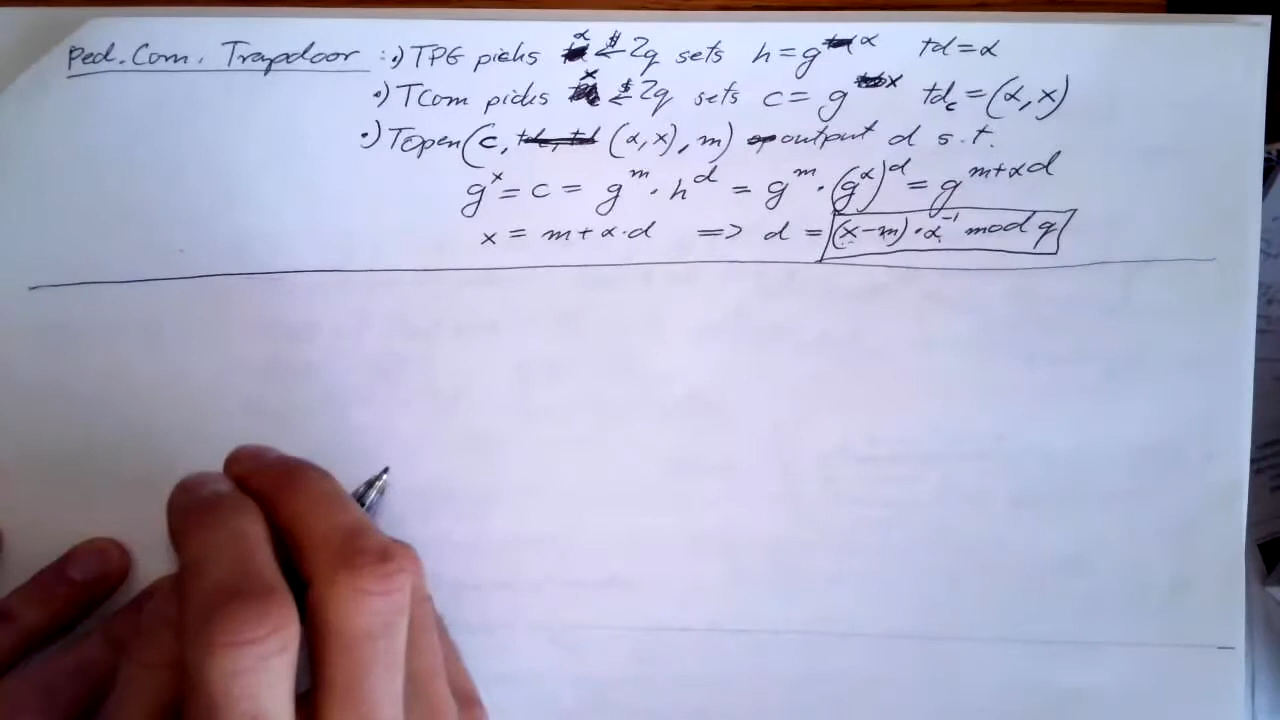 Ped. Com. Trapdoor :•) TPG picks α ←$ Zq sets h = g^α td = α
•) TCom picks x ←$ Zq sets c = g^x td_c = (α, x)
•) Topen(c, (α, x), m) output d s.t.
g^x = c = g^m · h^d = g^m · (g^α)^d = g^{m+αd}
x = m + α·d => d = (x-m)·α^{-1} mod q